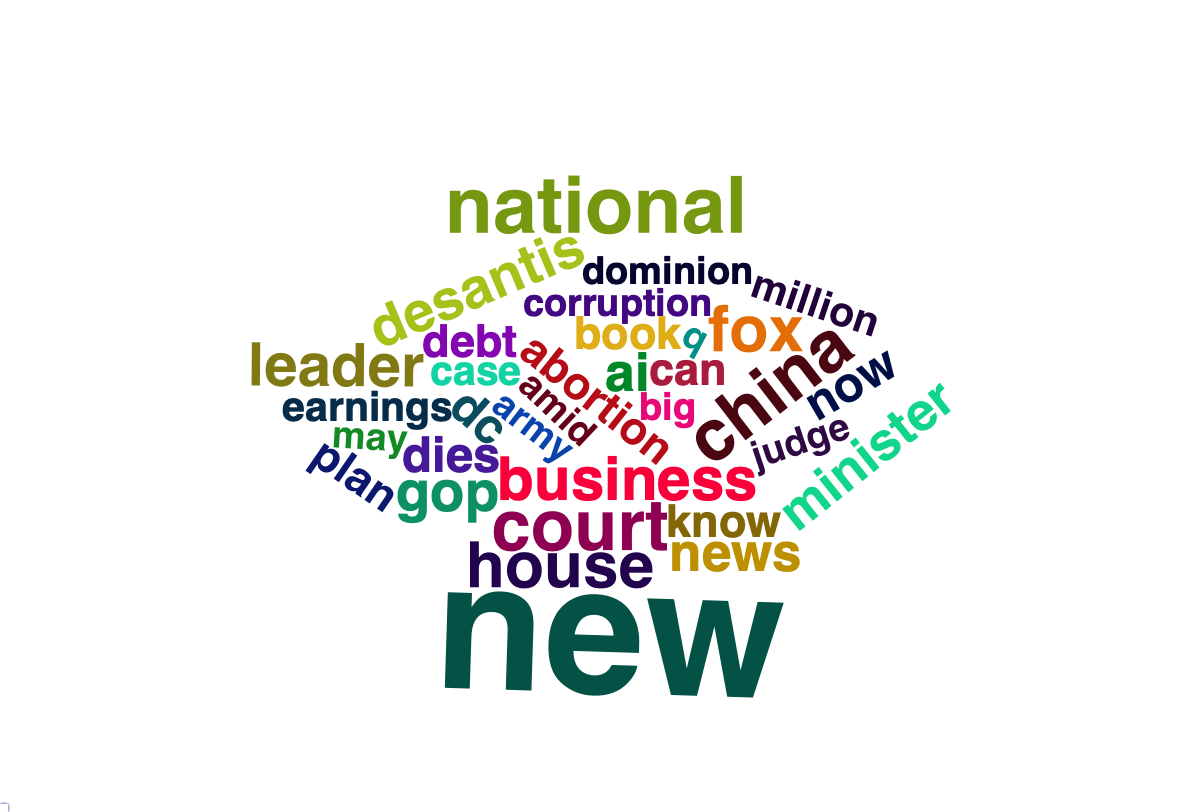 national
desantis
dominion
million
corruption
book
q
fox
debt
leader
case
abortion
ai
can
china
now
amid
earnings
dc
army
big
may
judge
minister
dies
plan
gop
business
court
know
news
house
new